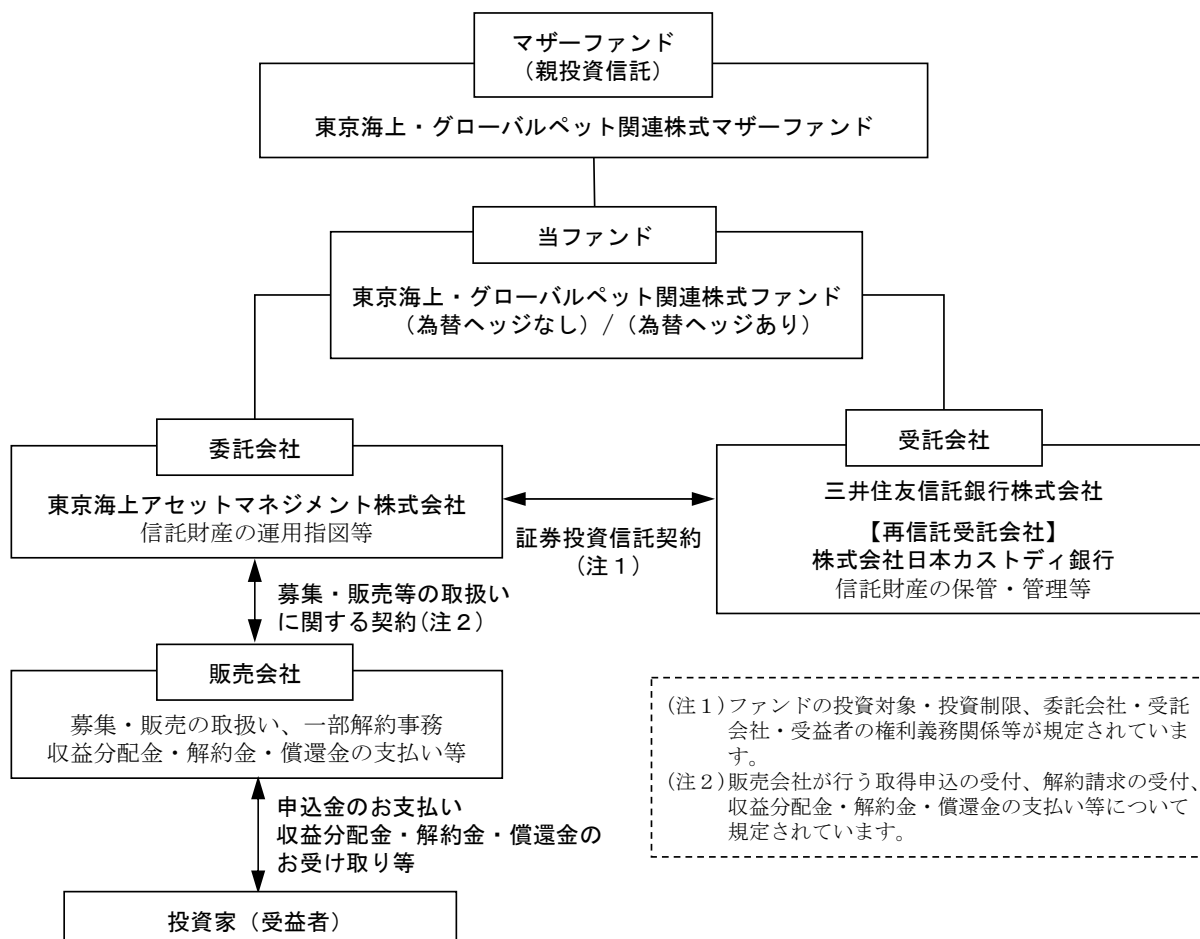 マザーファンド
（親投資信託）
東京海上・グローバルペット関連株式マザーファンド
当ファンド
東京海上・グローバルペット関連株式ファンド
（為替ヘッジなし）/（為替ヘッジあり）
委託会社
東京海上アセットマネジメント株式会社
信託財産の運用指図等
証券投資信託契約
（注１）
受託会社
三井住友信託銀行株式会社
【再信託受託会社】
株式会社日本カストディ銀行
信託財産の保管・管理等
募集・販売等の取扱い
に関する契約（注２）
販売会社
募集・販売の取扱い、一部解約事務
収益分配金・解約金・償還金の支払い等
申込金のお支払い
収益分配金・解約金・償還金の
お受け取り等
投資家（受益者）
（注１）ファンドの投資対象・投資制限、委託会社・受託
会社・受益者の権利義務関係等が規定されていま
す。
（注２）販売会社が行う取得申込の受付、解約請求の受付、
収益分配金・解約金・償還金の支払い等について
規定されています。